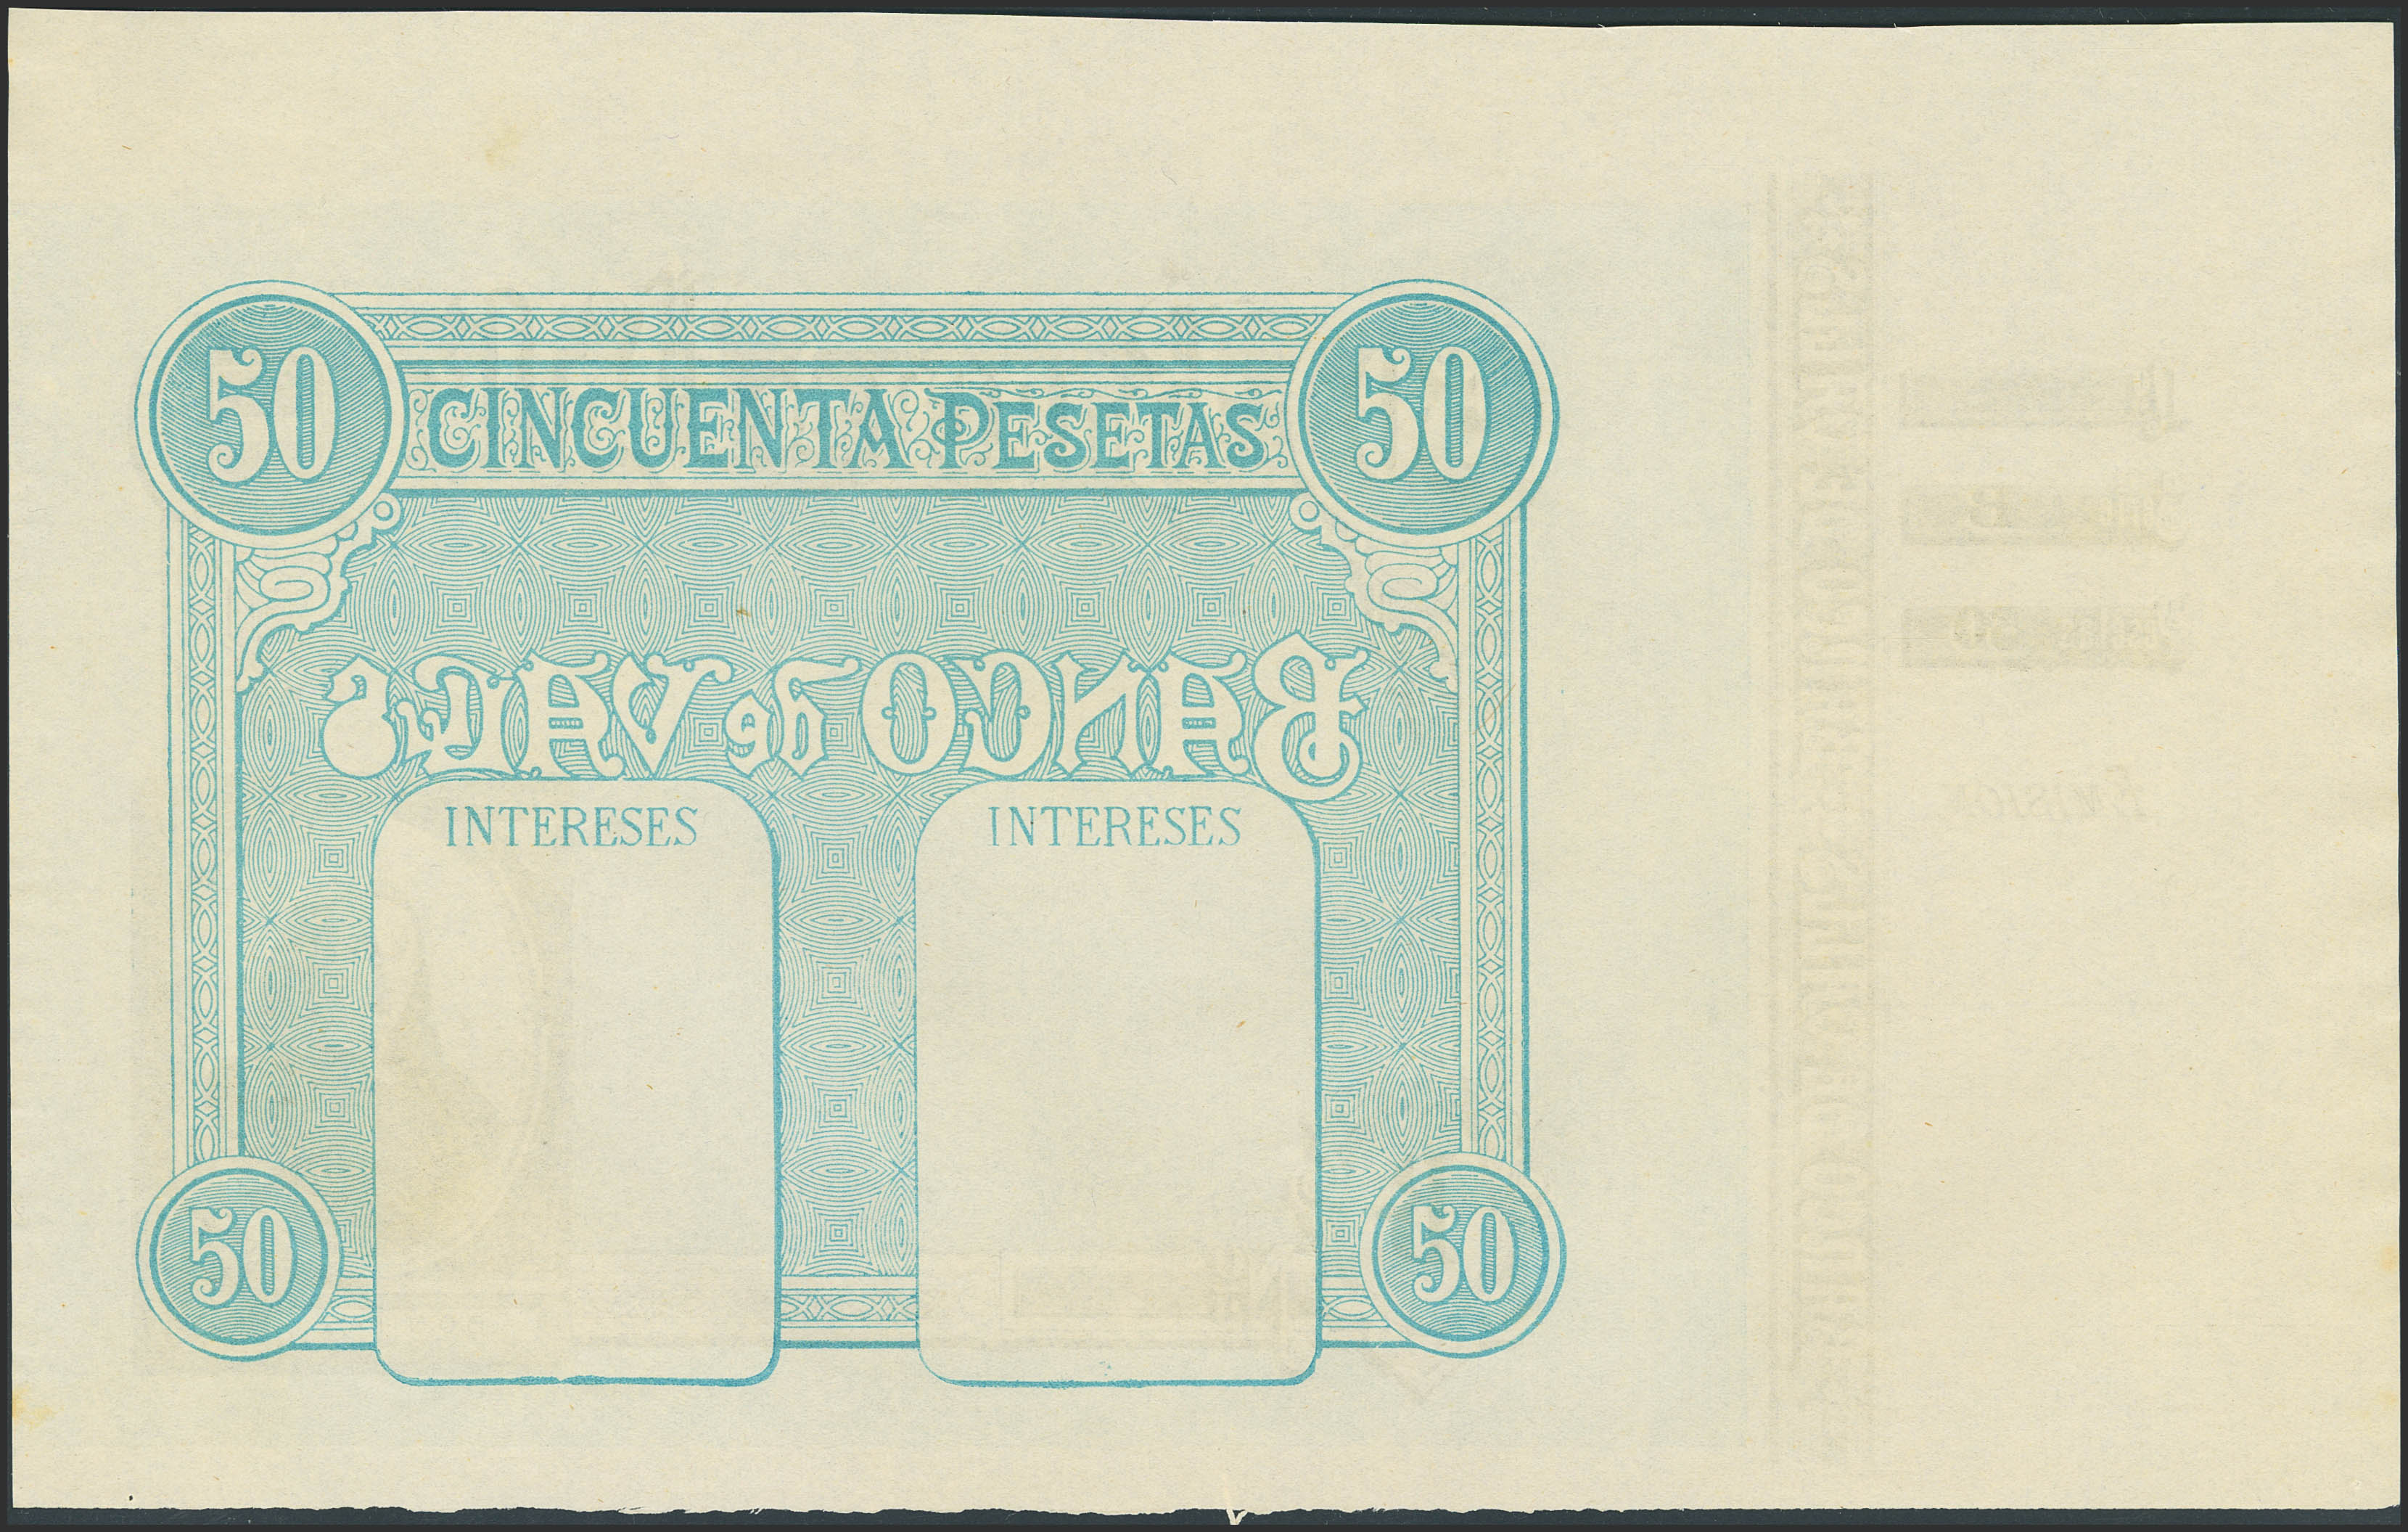 50 CINCUENTA PESETAS 50
BANCO de VALLS
INTERESES INTERESES
50 50